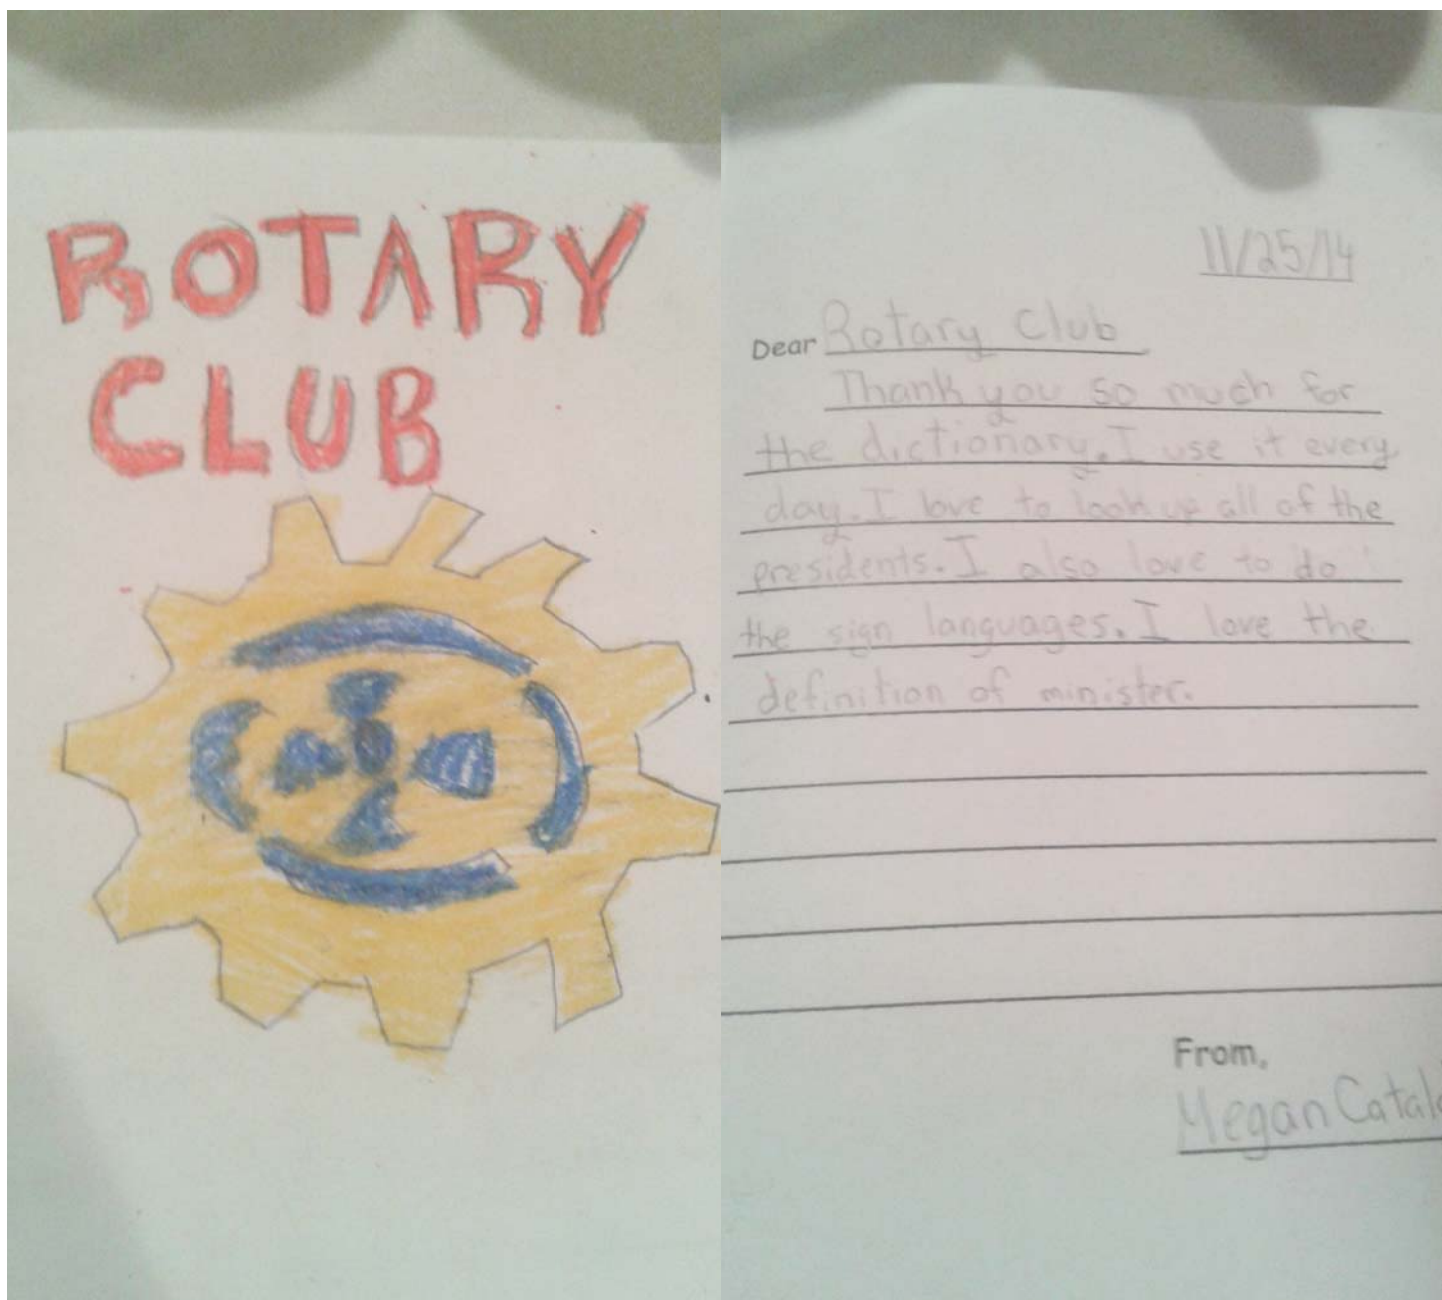 ROTARY
CLUB
11/25/14
Dear Rotary Club
Thank you so much for
the dictionary. I use it every
day. I love to look up all of the
presidents. I also love to do
the sign languages. I love the
definition of minister.
From,
Megan